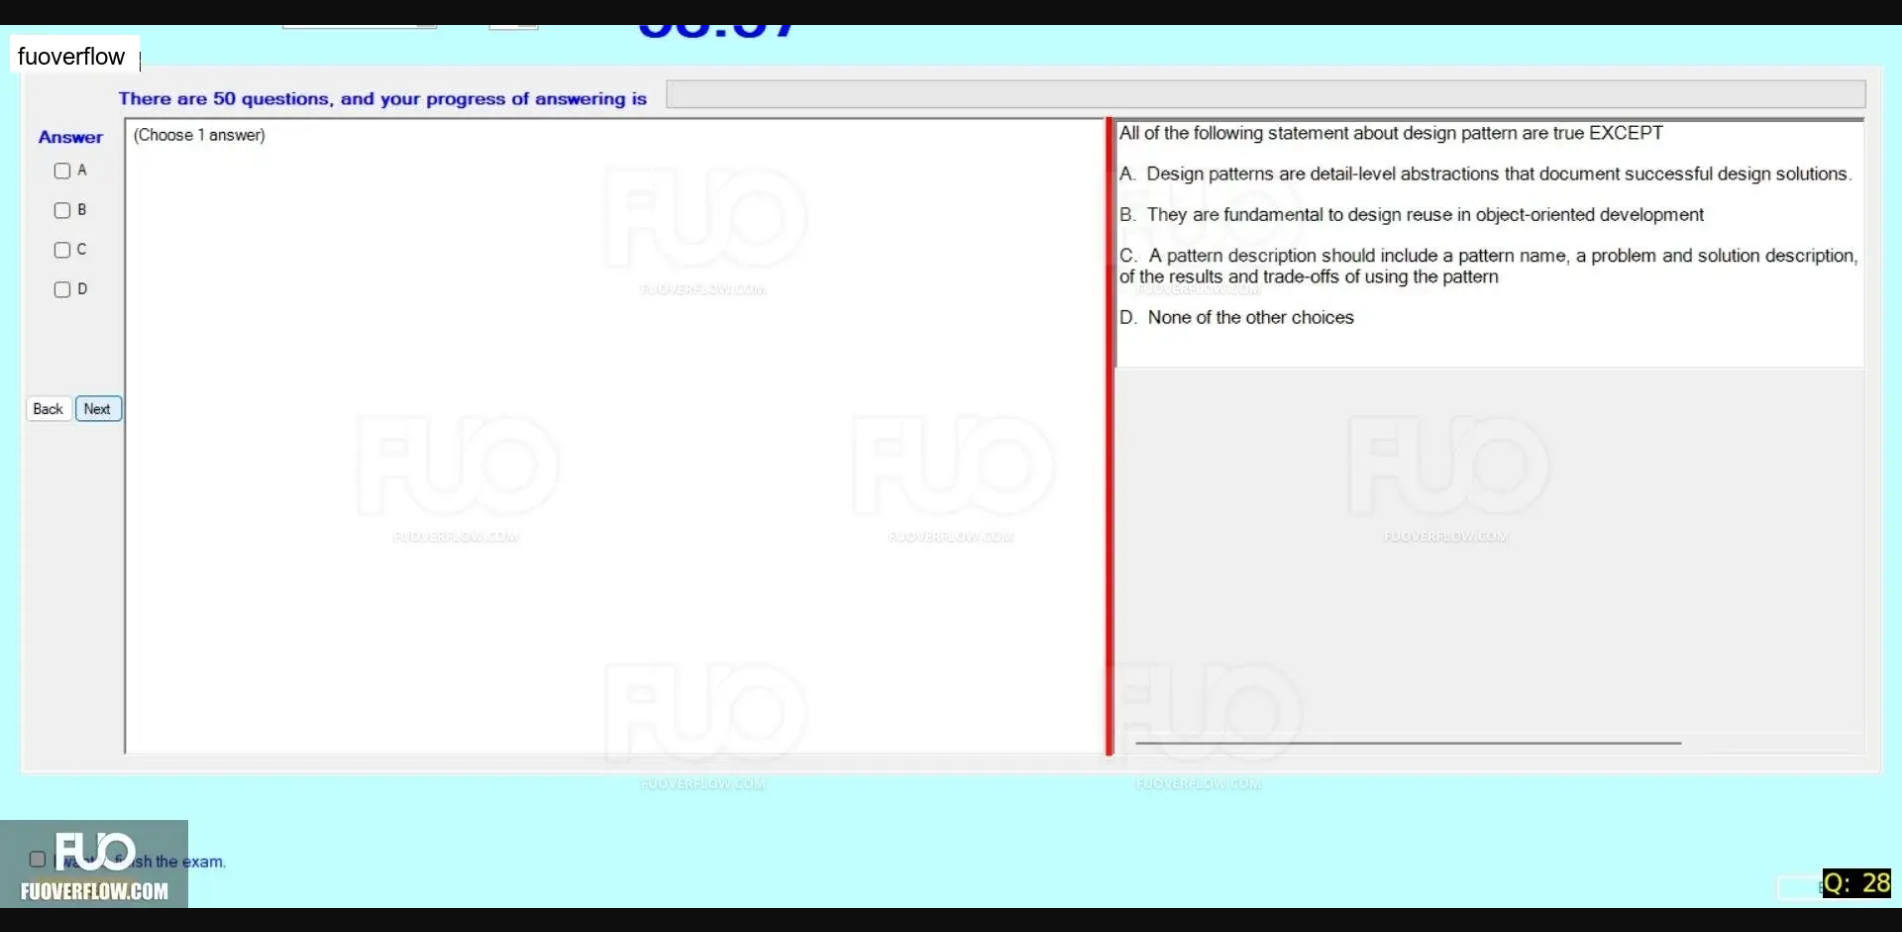 fuoverflow
There are 50 questions, and your progress of answering is
Answer
(Choose 1 answer)
A
B
C
D
Back
Next
All of the following statement about design pattern are true EXCEPT
A. Design patterns are detail-level abstractions that document successful design solutions.
B. They are fundamental to design reuse in object-oriented development
C. A pattern description should include a pattern name, a problem and solution description,
of the results and trade-offs of using the pattern
D. None of the other choices
FUO
FUOVERFLOW.COM
FUO
FUOVERFLOW.COM
FUO
FUOVERFLOW.COM
FUO
FUOVERFLOW.COM
FUO
FUOVERFLOW.COM
FUO
FUOVERFLOW.COM
FUO
FUOVERFLOW.COM
the exam.
FUO
FUOVERFLOW.COM
Q: 28